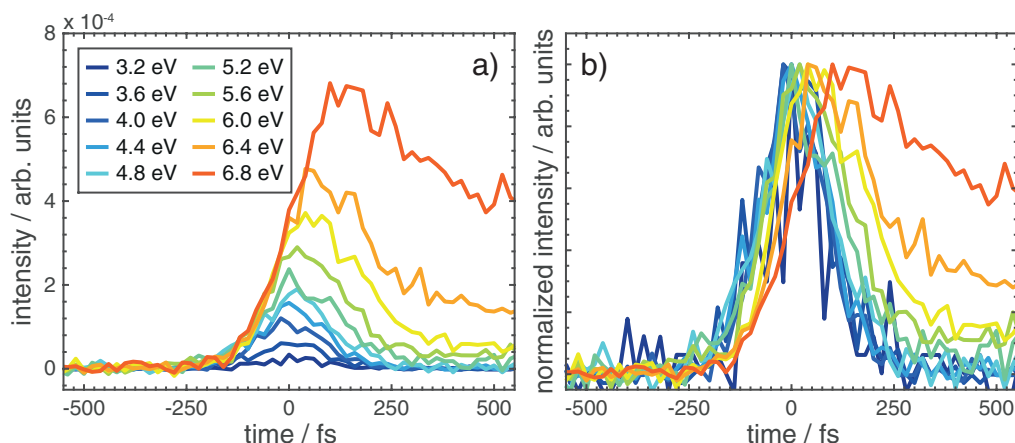 x 10⁻⁴
8
6
4
2
0
intensity / arb. units
a)
3.2 eV 5.2 eV
3.6 eV 5.6 eV
4.0 eV 6.0 eV
4.4 eV 6.4 eV
4.8 eV 6.8 eV
-500 -250 0 250 500
time / fs
normalized intensity / arb. units
b)
-500 -250 0 250 500
time / fs